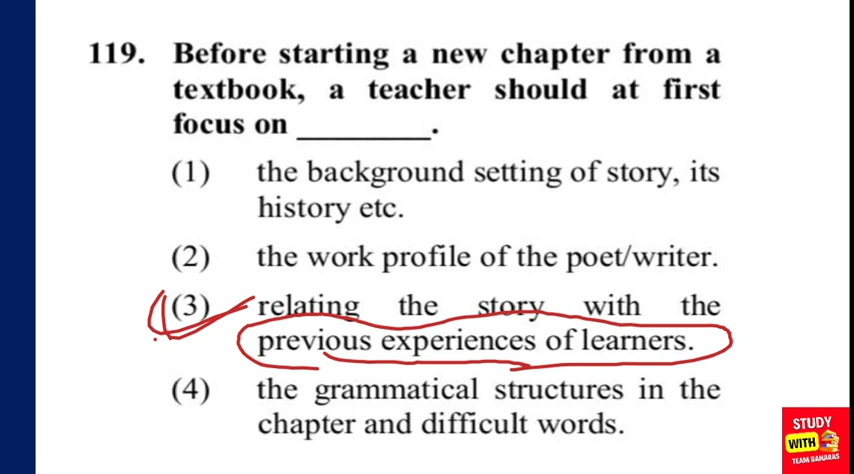 119. Before starting a new chapter from a
textbook, a teacher should at first
focus on _________.
(1) the background setting of story, its
history etc.
(2) the work profile of the poet/writer.
(3) relating the story with the
previous experiences of learners.
(4) the grammatical structures in the
chapter and difficult words.
STUDY
WITH
TEAM BANARAS